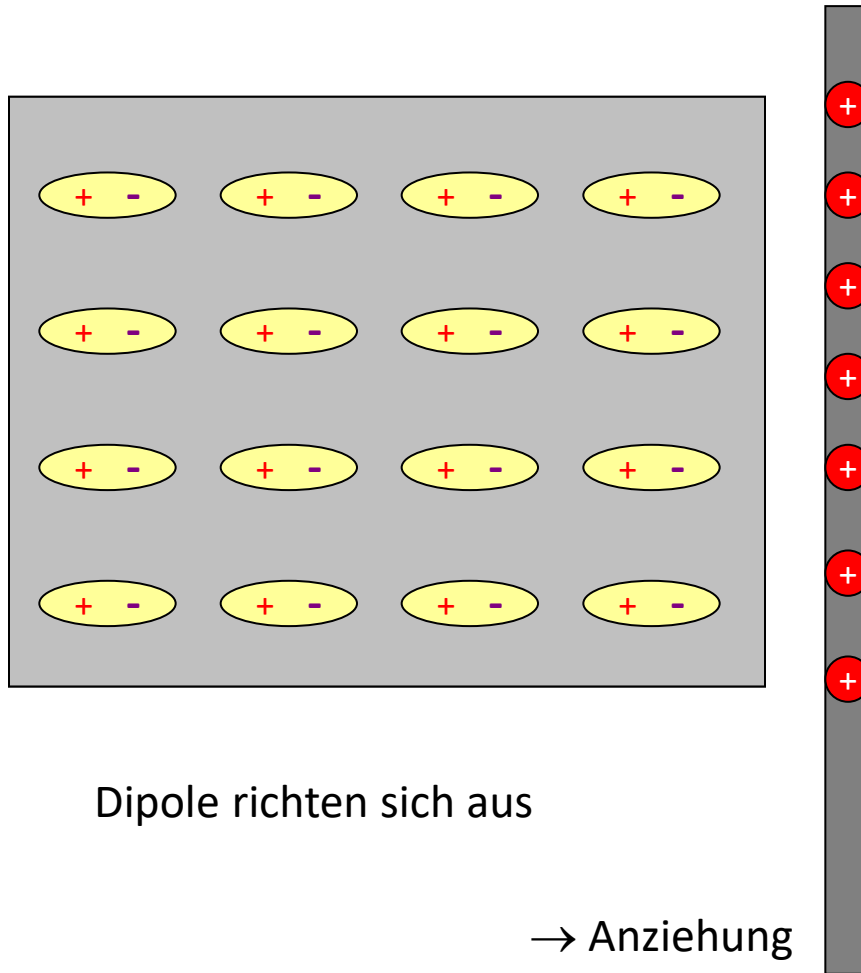 +
+ - + - + - + -
+
+
+ - + - + - + -
+
+ - + - + - + -
+
+
+ - + - + - + -
+
Dipole richten sich aus
→ Anziehung